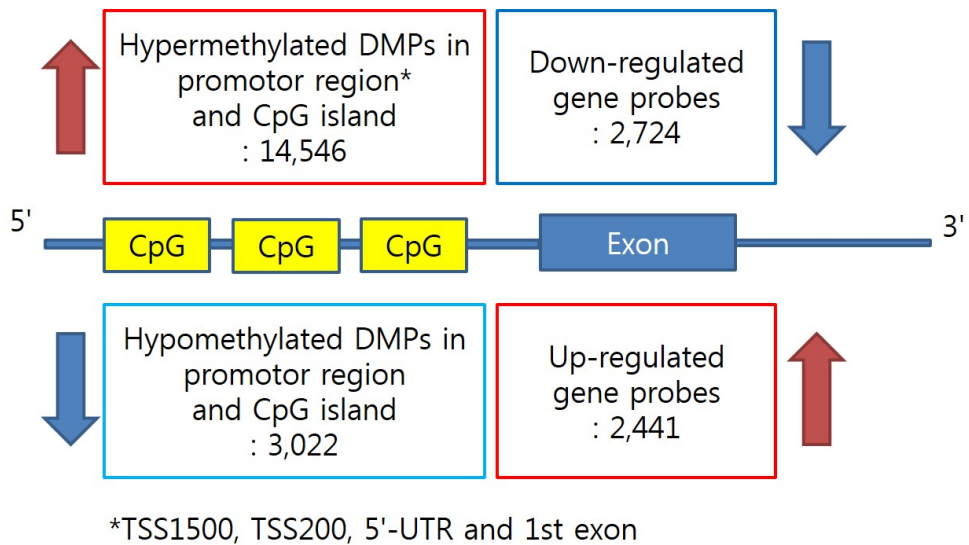 Hypermethylated DMPs in
promotor region*
and CpG island
: 14,546
Down-regulated
gene probes
: 2,724
5'
CpG
CpG
CpG
Exon
3'
Hypomethylated DMPs in
promotor region
and CpG island
: 3,022
Up-regulated
gene probes
: 2,441
*TSS1500, TSS200, 5'-UTR and 1st exon